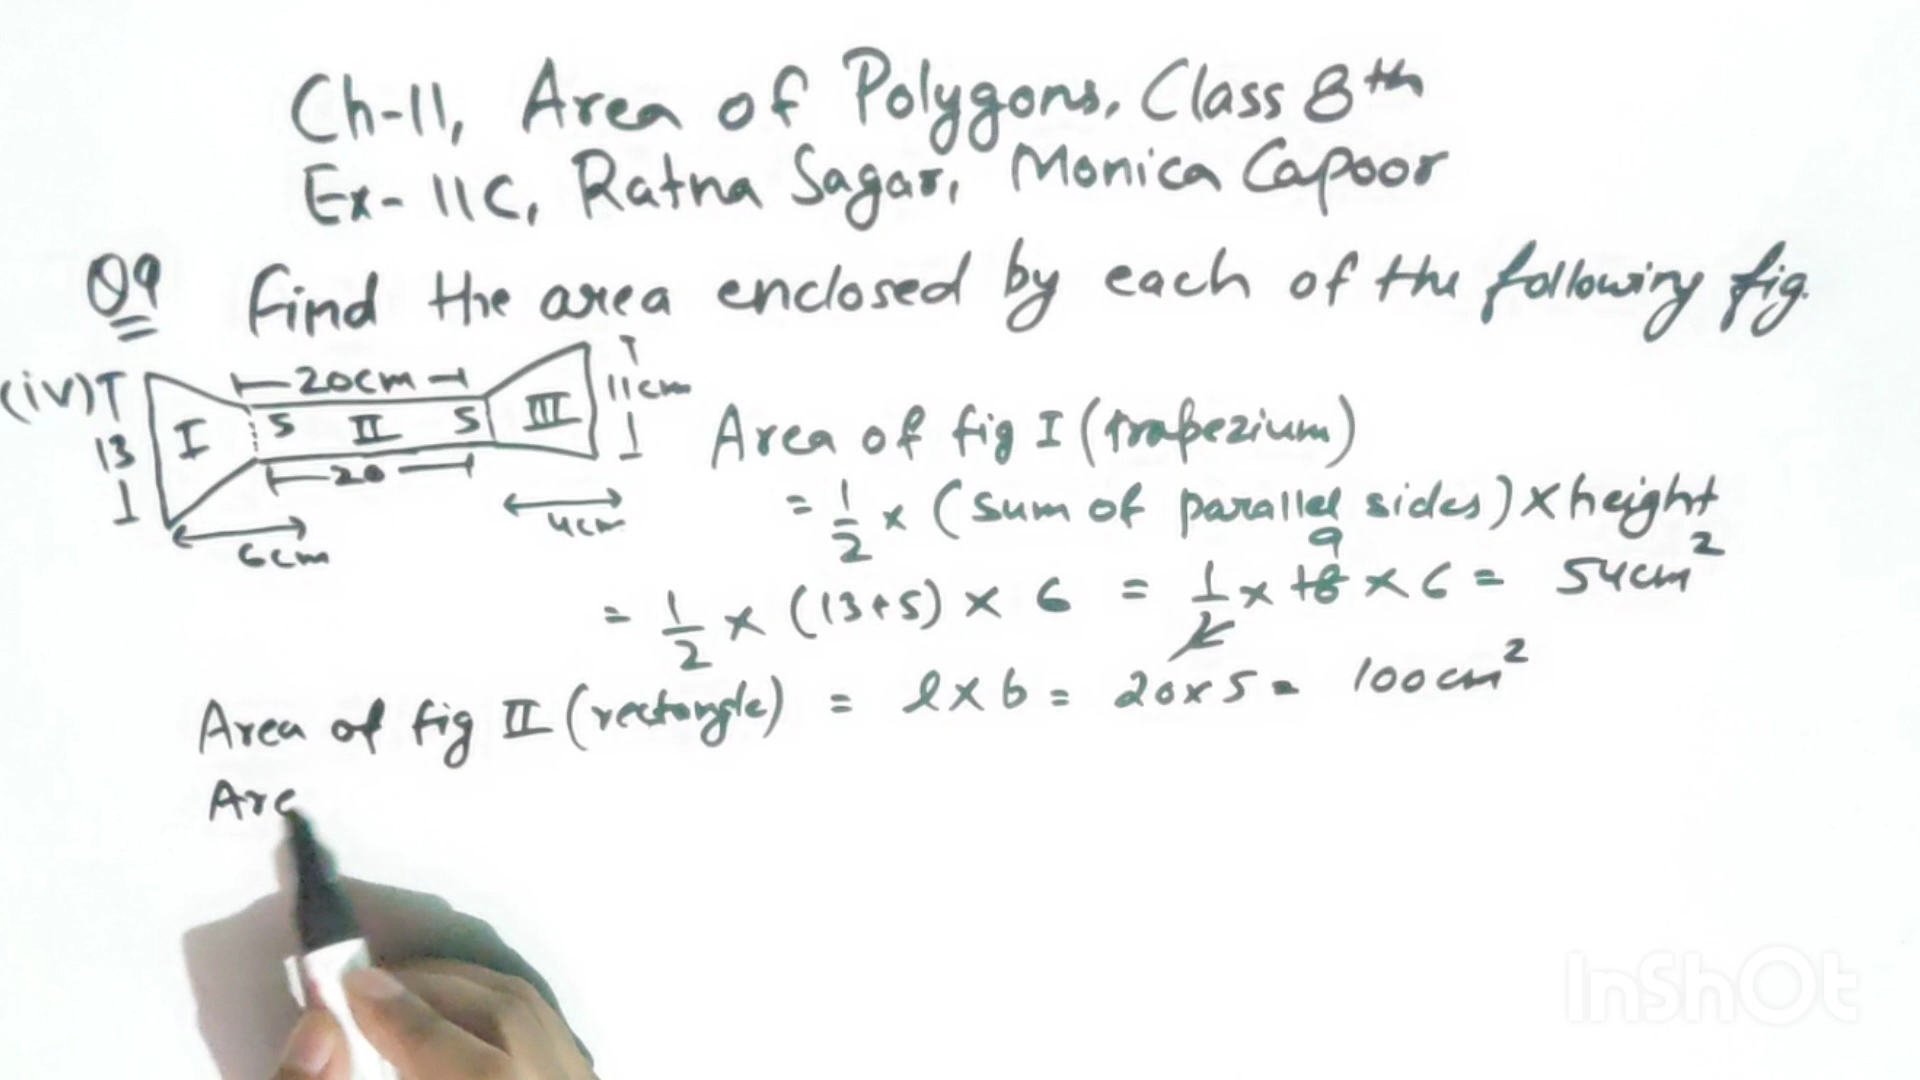 Ch-11, Area of Polygons, Class 8th
Ex- 11C, Ratna Sagar, Monica Capoor
Q9 Find the area enclosed by each of the following fig.
(iv) 13 I 20cm 5 II 5 20 III 11cm
6cm 4cm
Area of fig I (trapezium)
= 1/2 × (sum of parallel sides) × height
= 1/2 × (13+5) × 6 = 1/2 × 18 9 × 6 = 54cm²
Area of fig II (rectangle) = l × b = 20 × 5 = 100cm²
Are
InShOt